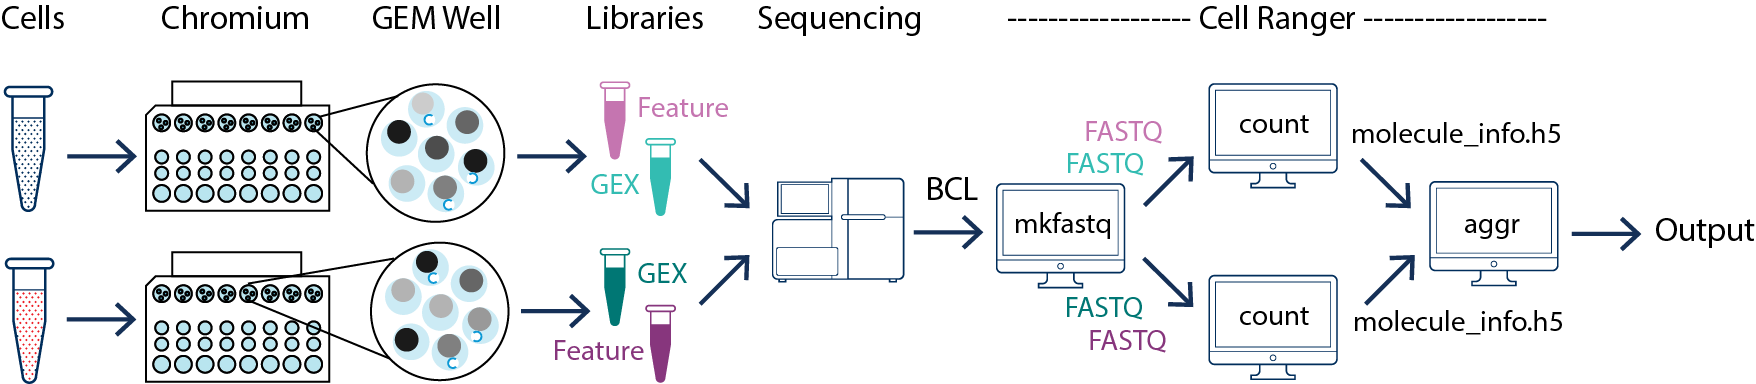 Cells
Chromium
GEM Well
Libraries
Sequencing
------------------ Cell Ranger ------------------
Feature
GEX
BCL
mkfastq
FASTQ
FASTQ
count
molecule_info.h5
aggr
Output
GEX
Feature
FASTQ
FASTQ
count
molecule_info.h5